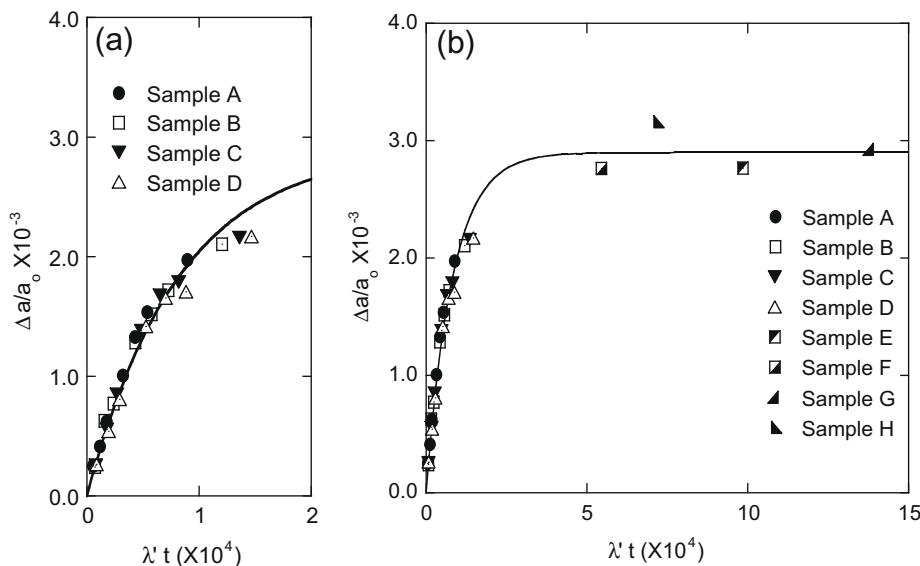 4.0
3.0
2.0
1.0
0.0
Δa/a₀ X10⁻³
(a)
Sample A
Sample B
Sample C
Sample D
0
1
2
λ' t (X10⁴)
4.0
3.0
2.0
1.0
0.0
Δa/a₀ X10⁻³
(b)
Sample A
Sample B
Sample C
Sample D
Sample E
Sample F
Sample G
Sample H
0
5
10
15
λ' t (X10⁴)